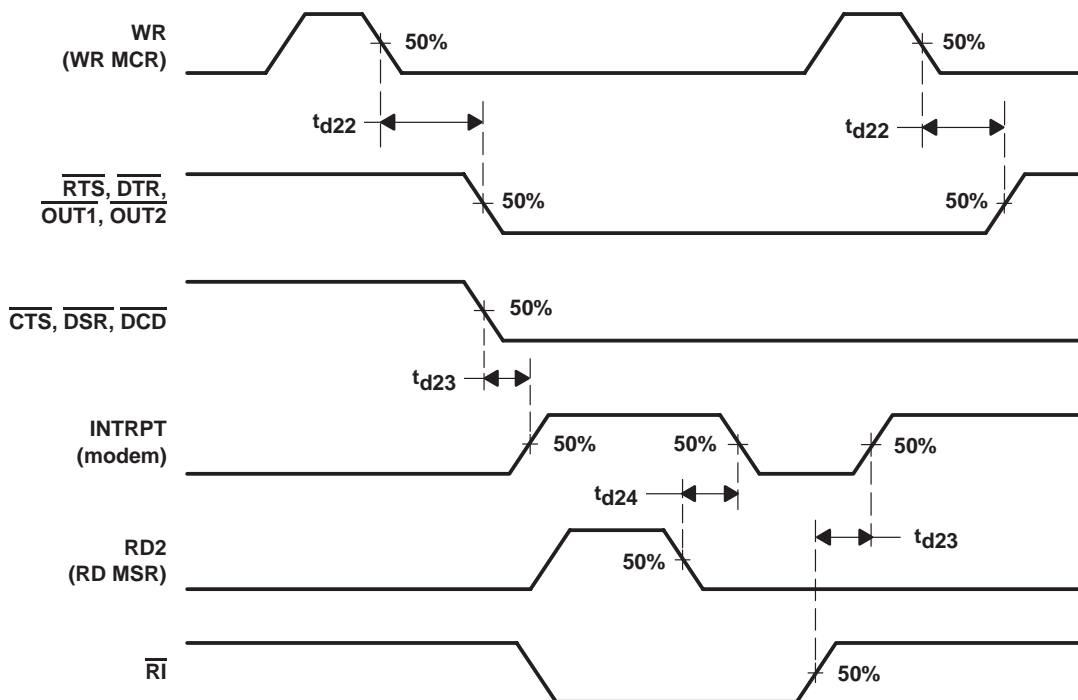 WR
(WR MCR)
50%
50%
td22
td22
RTS, DTR,
OUT1, OUT2
50%
50%
CTS, DSR, DCD
50%
td23
INTRPT
(modem)
50%
50%
50%
td24
td23
RD2
(RD MSR)
50%
RI
50%